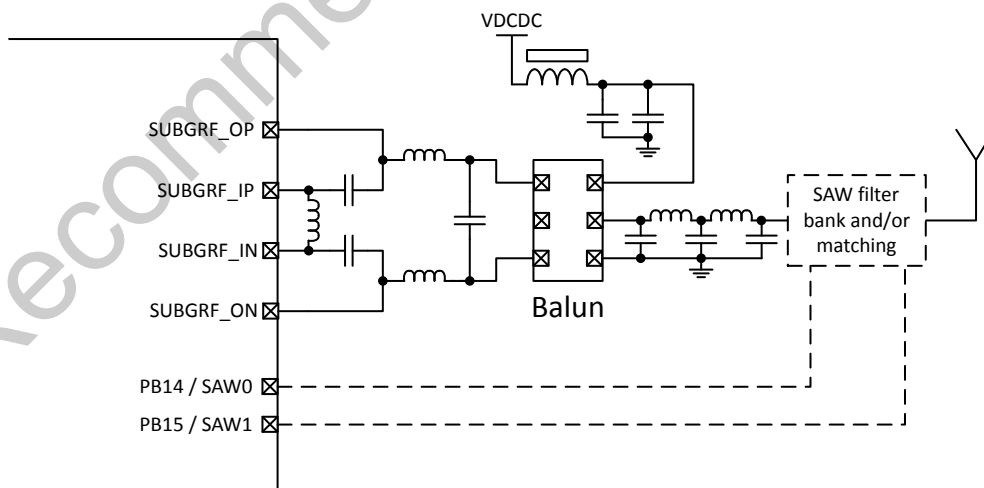 VDCDC
SUBGRF_OP
SUBGRF_IP
SUBGRF_IN
SUBGRF_ON
SAW filter
bank and/or
matching
Balun
PB14 / SAW0
PB15 / SAW1